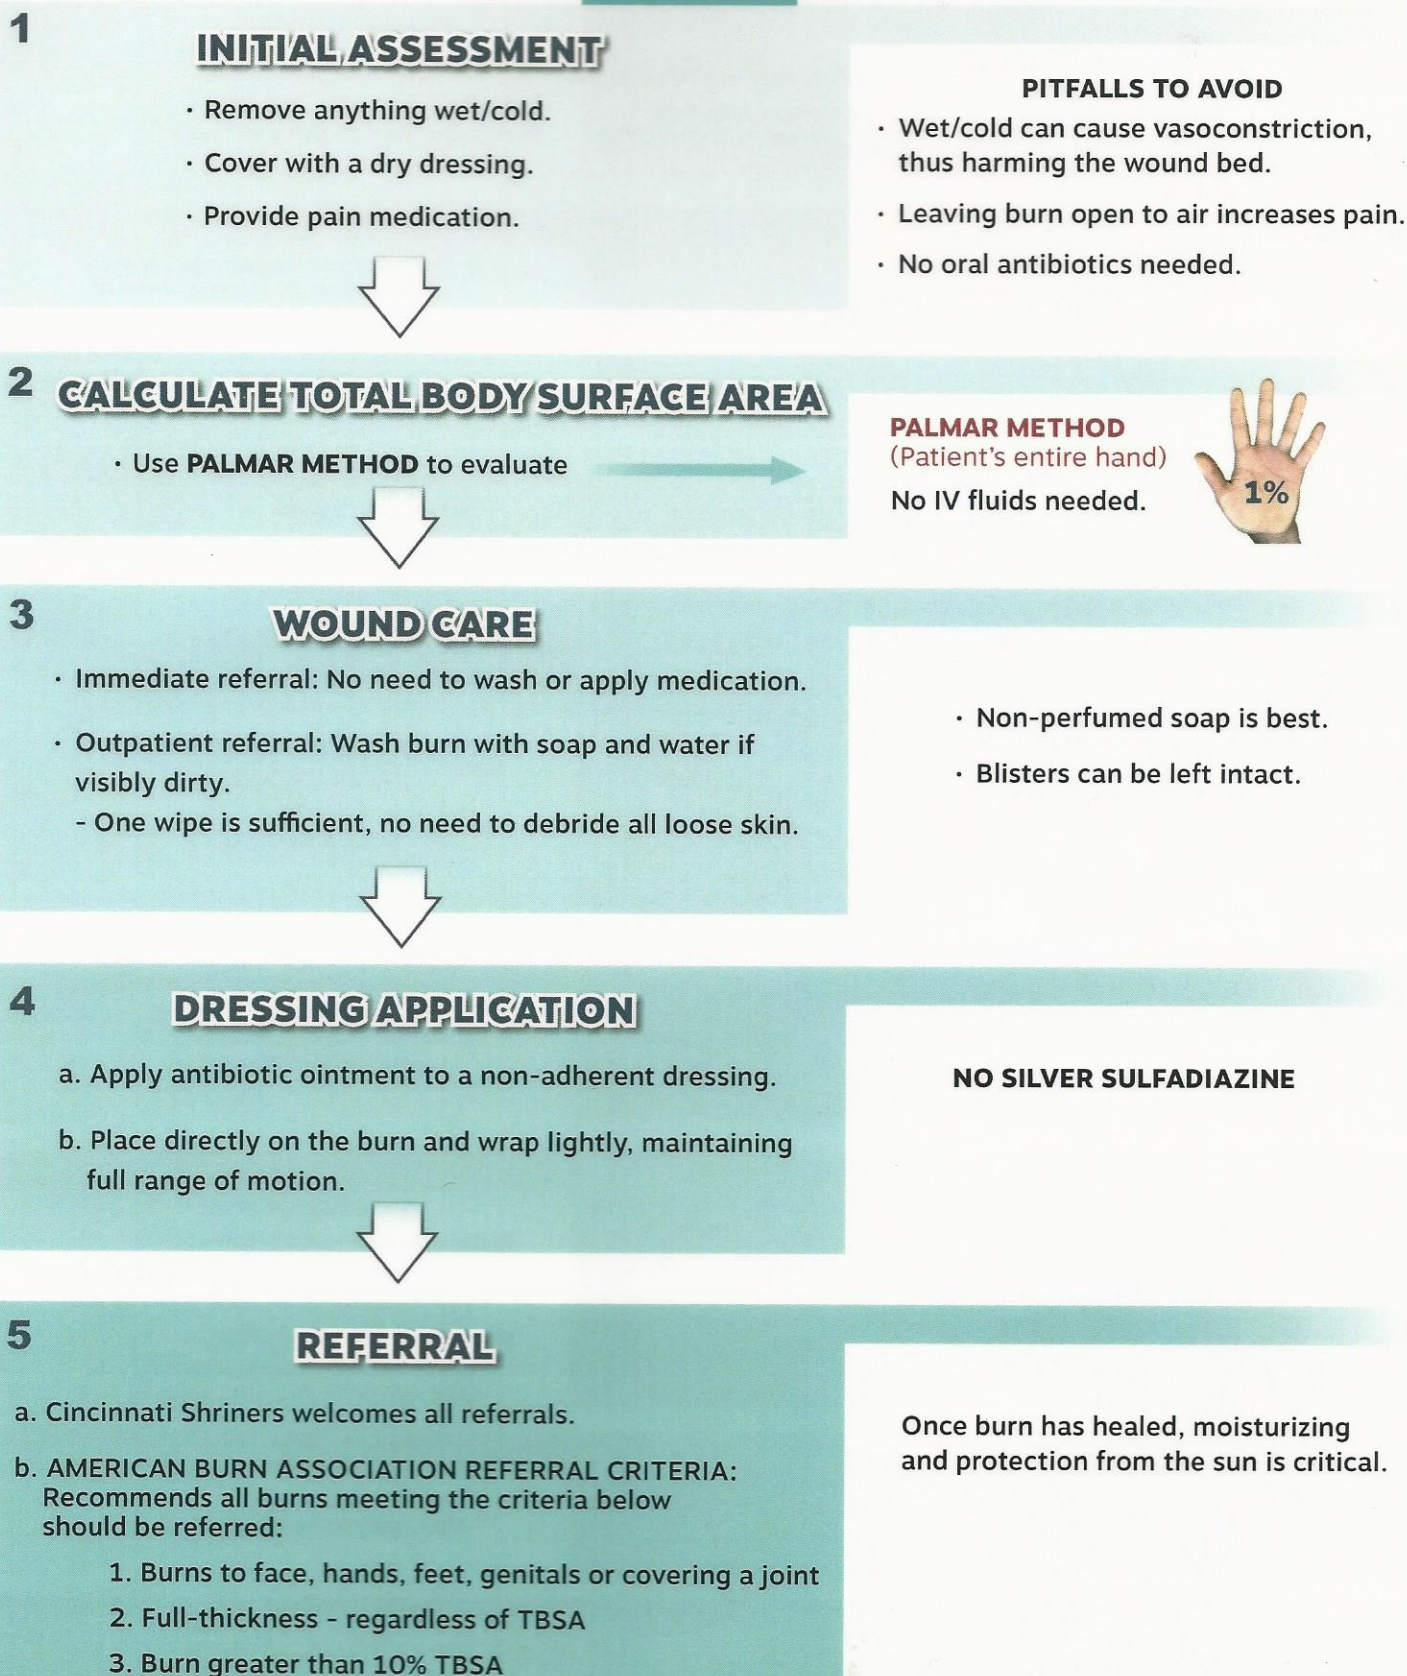 1
INITIAL ASSESSMENT
· Remove anything wet/cold.
· Cover with a dry dressing.
· Provide pain medication.
PITFALLS TO AVOID
· Wet/cold can cause vasoconstriction,
thus harming the wound bed.
· Leaving burn open to air increases pain.
· No oral antibiotics needed.
2
CALCULATE TOTAL BODY SURFACE AREA
· Use PALMAR METHOD to evaluate
PALMAR METHOD
(Patient's entire hand)
No IV fluids needed.
1%
3
WOUND CARE
· Immediate referral: No need to wash or apply medication.
· Outpatient referral: Wash burn with soap and water if
visibly dirty.
- One wipe is sufficient, no need to debride all loose skin.
· Non-perfumed soap is best.
· Blisters can be left intact.
4
DRESSING APPLICATION
a. Apply antibiotic ointment to a non-adherent dressing.
b. Place directly on the burn and wrap lightly, maintaining
full range of motion.
NO SILVER SULFADIAZINE
5
REFERRAL
a. Cincinnati Shriners welcomes all referrals.
b. AMERICAN BURN ASSOCIATION REFERRAL CRITERIA:
Recommends all burns meeting the criteria below
should be referred:
1. Burns to face, hands, feet, genitals or covering a joint
2. Full-thickness - regardless of TBSA
3. Burn greater than 10% TBSA
Once burn has healed, moisturizing
and protection from the sun is critical.